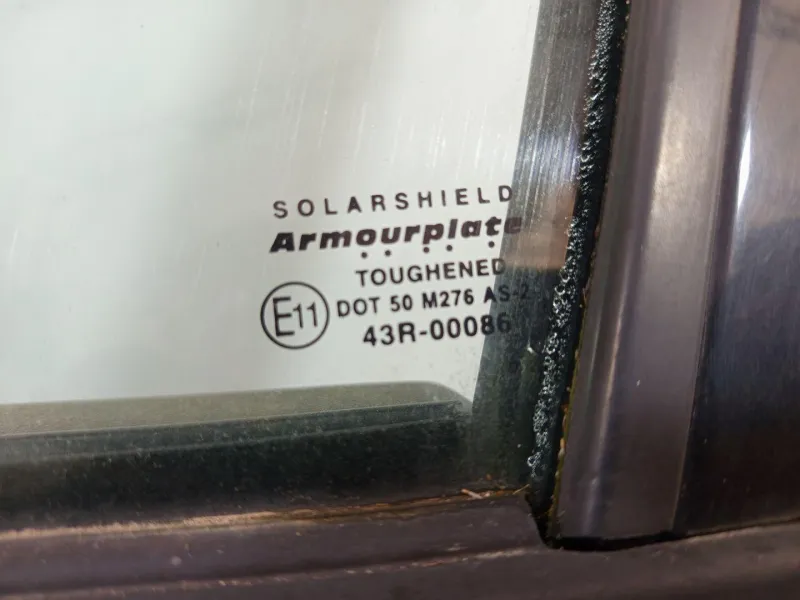 SOLARSHIELD
Armourplate
TOUGHENED
E11
DOT 50 M276 AS-2
43R-00086